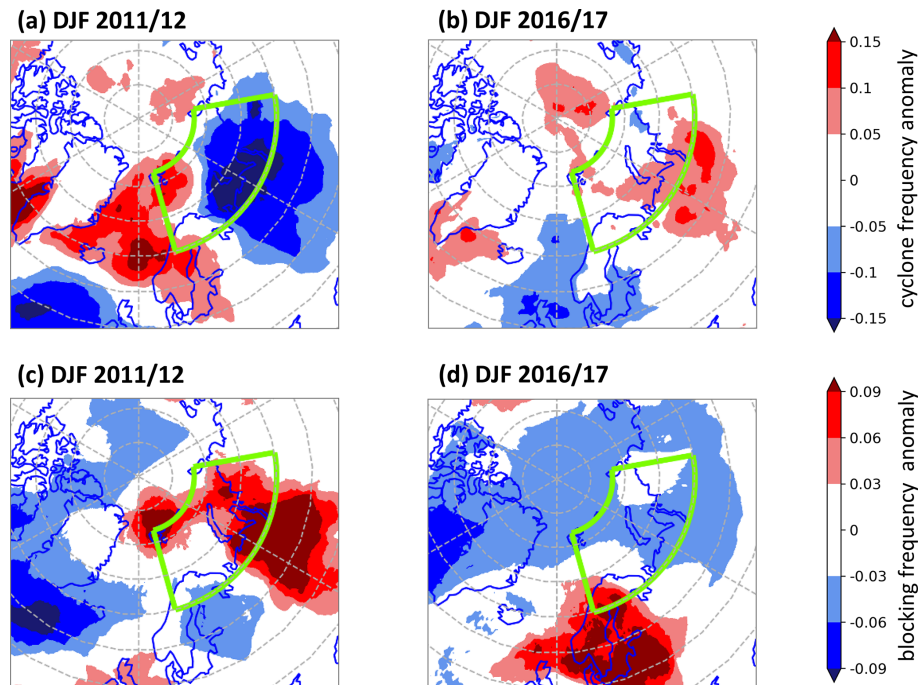 (a) DJF 2011/12
(b) DJF 2016/17
0.15
0.1
0.05
0
-0.05
-0.1
-0.15
cyclone frequency anomaly
(c) DJF 2011/12
(d) DJF 2016/17
0.09
0.06
0.03
0
-0.03
-0.06
-0.09
blocking frequency anomaly